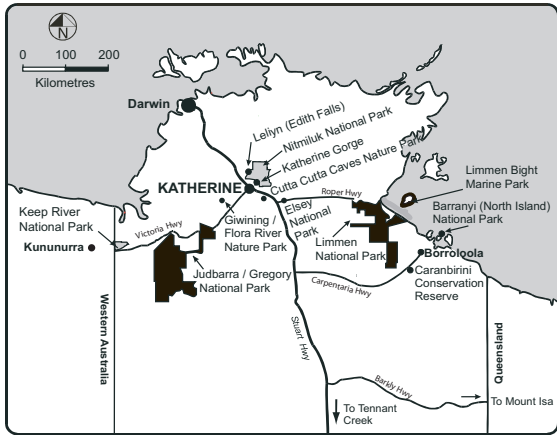 N
0 100 200
Kilometres
Darwin
Leliyn (Edith Falls)
Nitmiluk National Park
Katherine Gorge
Cutta Cutta Caves Nature Park
KATHERINE
Roper Hwy
Limmen Bight
Marine Park
Barranyi (North Island)
National Park
Keep River
National Park
Kununurra
Victoria Hwy
Giwining /
Flora River
Nature Park
Elsey
National
Park
Limmen
National Park
Borroloola
Judbarra / Gregory
National Park
Carpentaria Hwy
Caranbirini
Conservation
Reserve
Western Australia
Stuart Hwy
Queensland
Barkly Hwy
To Mount Isa
To Tennant
Creek